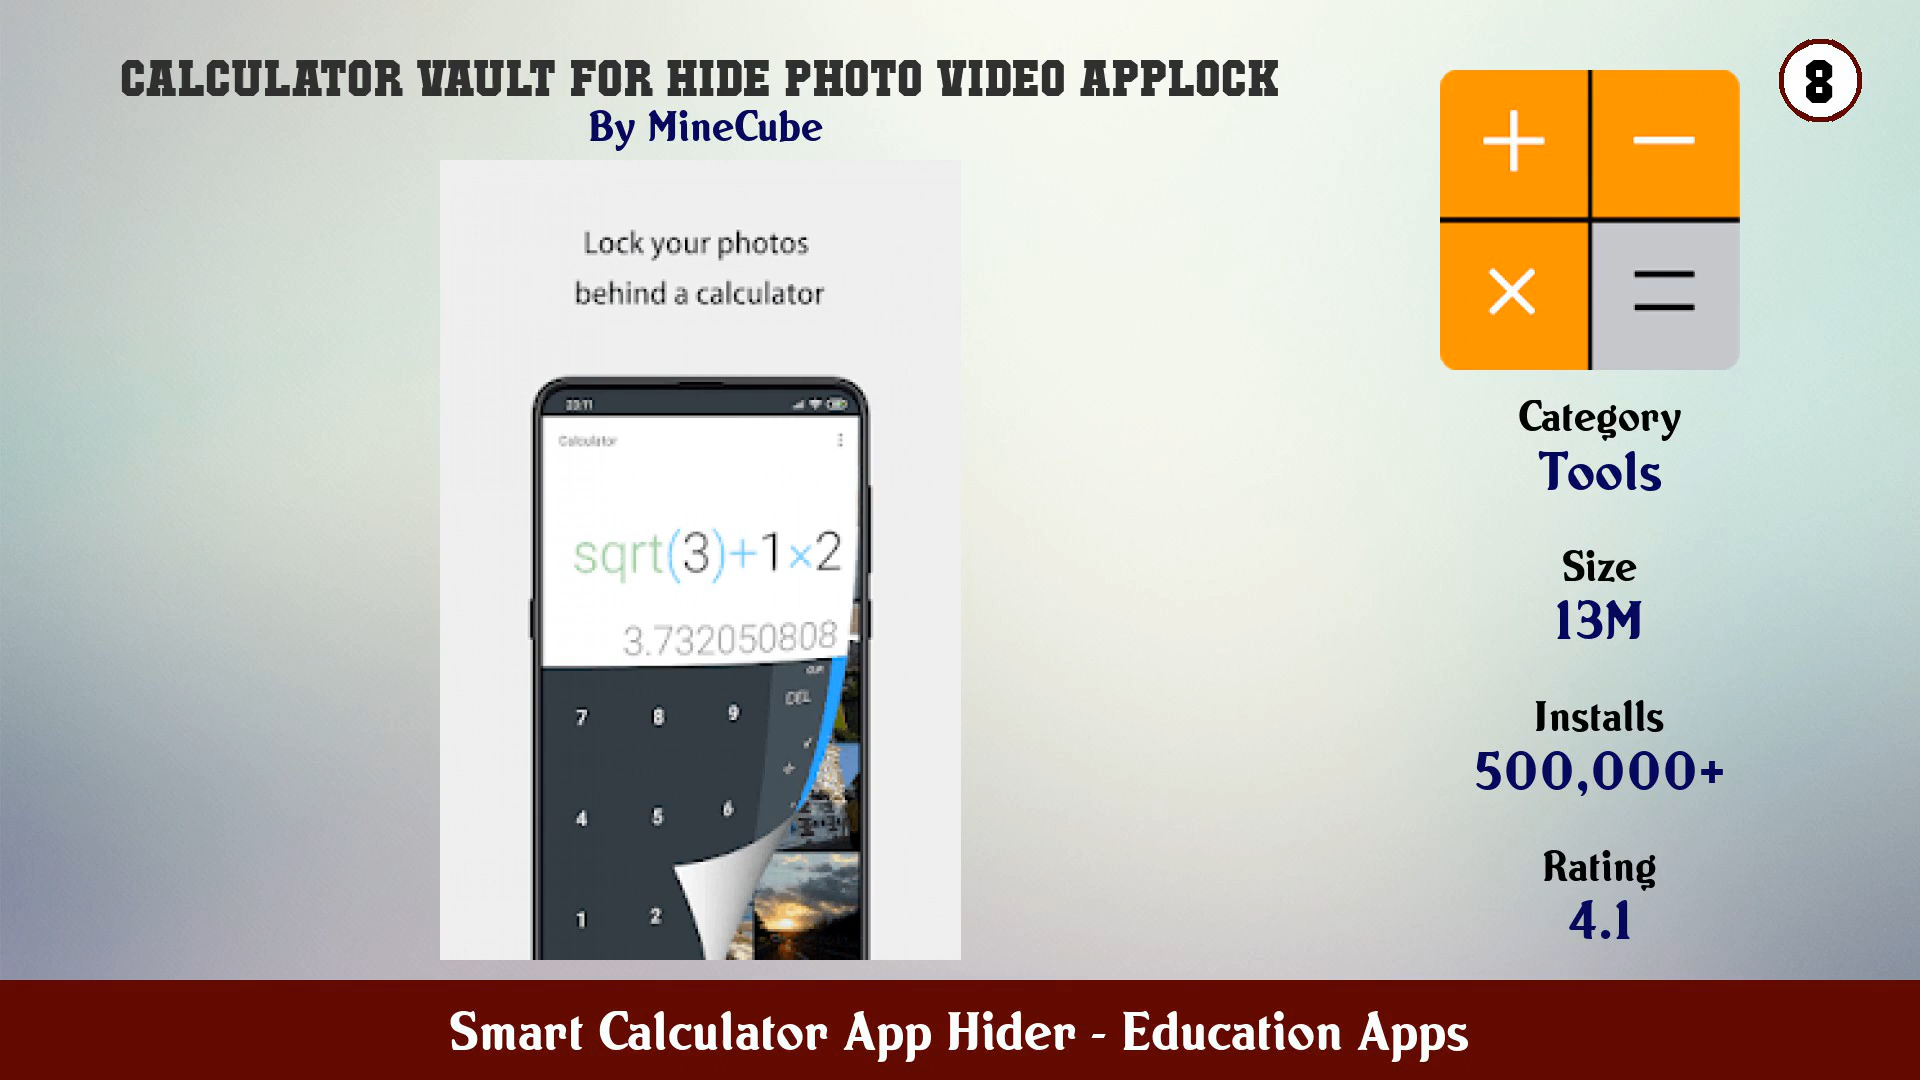 CALCULATOR VAULT FOR HIDE PHOTO VIDEO APPLOCK
By MineCube
8
Lock your photos
behind a calculator
Calculator
sqrt(3)+1×2
3.732050808
DEL
7 8 9
4 5 6
1 2
+ −
× =
Category
Tools
Size
13M
Installs
500,000+
Rating
4.1
Smart Calculator App Hider - Education Apps